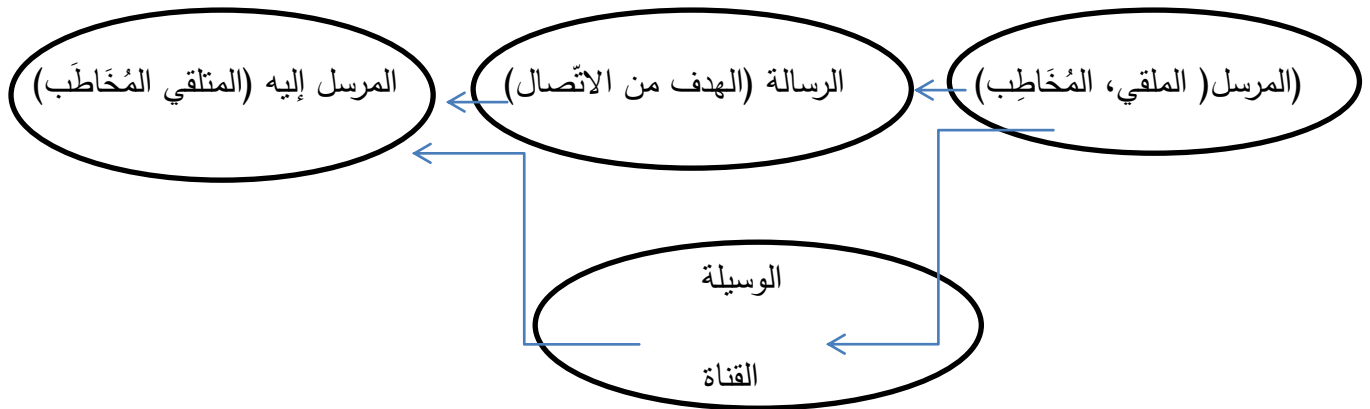 (المرسل( الملقي، المُخَاطِب)
الرسالة (الهدف من الاتّصال)
المرسل إليه (المتلقي المُخَاطَب)
الوسيلة
القناة